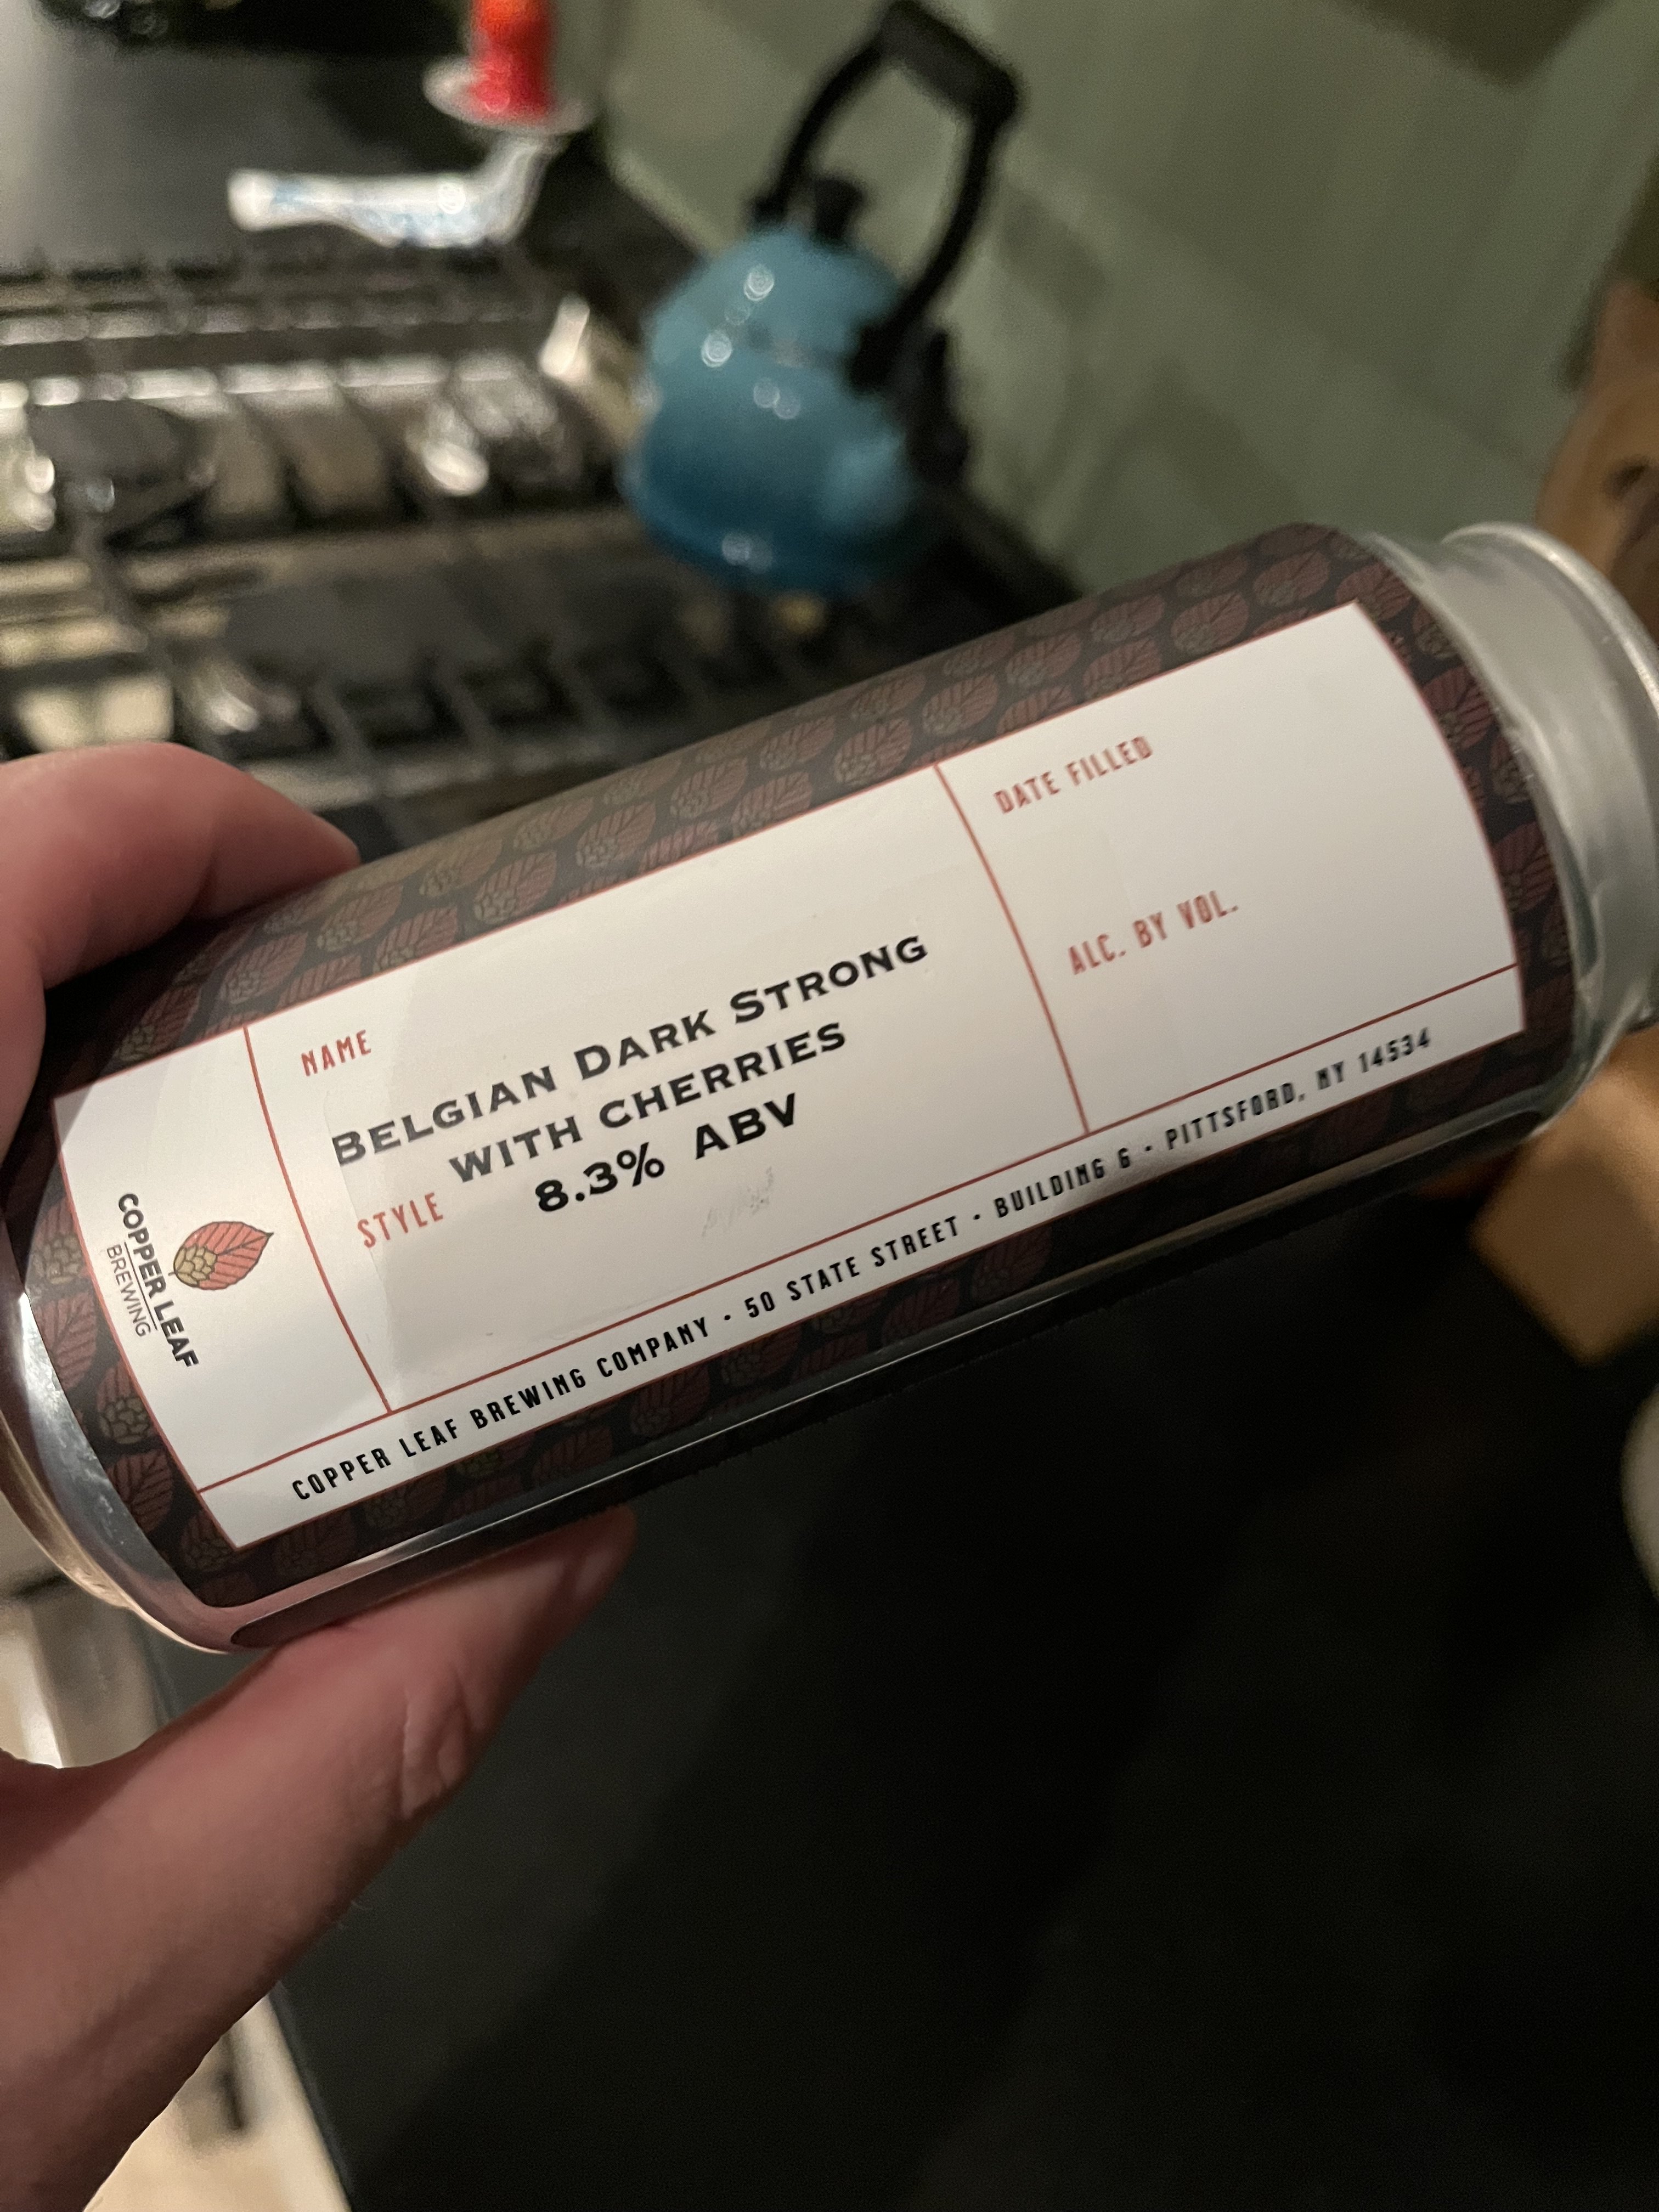 COPPER LEAF
BREWING
NAME
BELGIAN DARK STRONG
WITH CHERRIES
8.3% ABV
STYLE
DATE FILLED
ALC. BY VOL.
COPPER LEAF BREWING COMPANY · 50 STATE STREET · BUILDING 6 · PITTSFORD, NY 14534